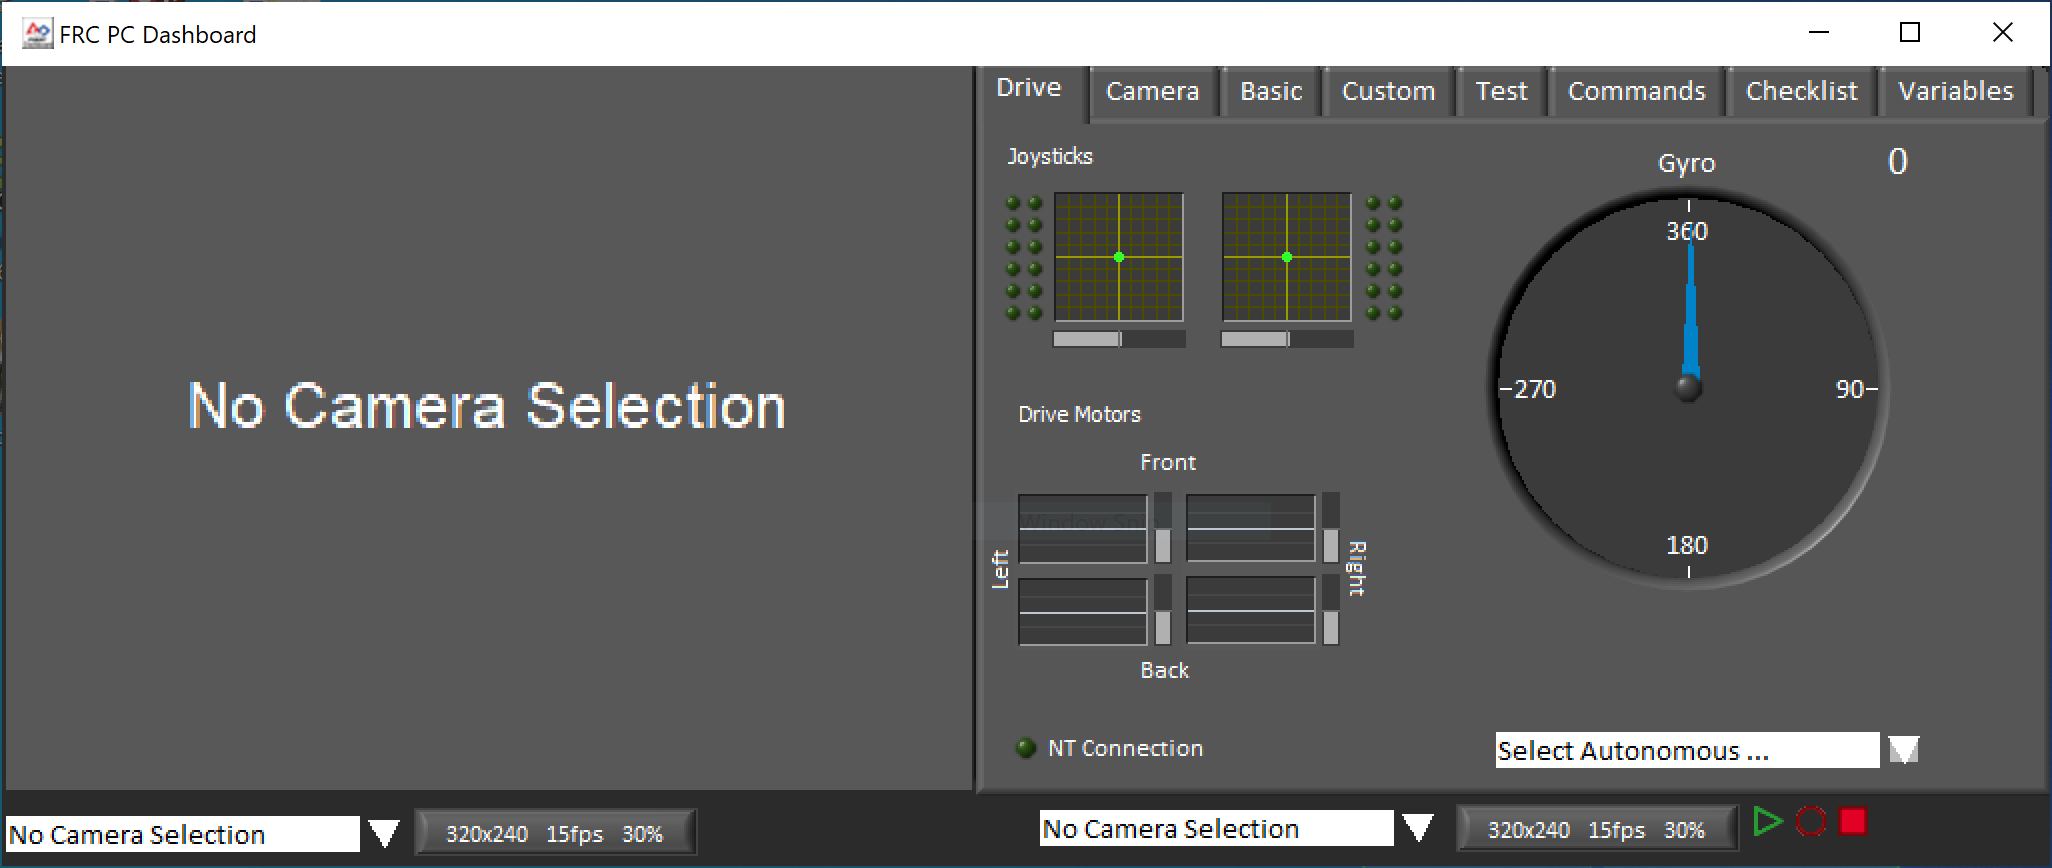 FRC PC Dashboard
Drive Camera Basic Custom Test Commands Checklist Variables
Joysticks
Gyro 0
360
270 90
180
No Camera Selection
Drive Motors
Front
Window Snip
Left
Right
Back
NT Connection
Select Autonomous ...
No Camera Selection 320x240 15fps 30%
No Camera Selection 320x240 15fps 30%